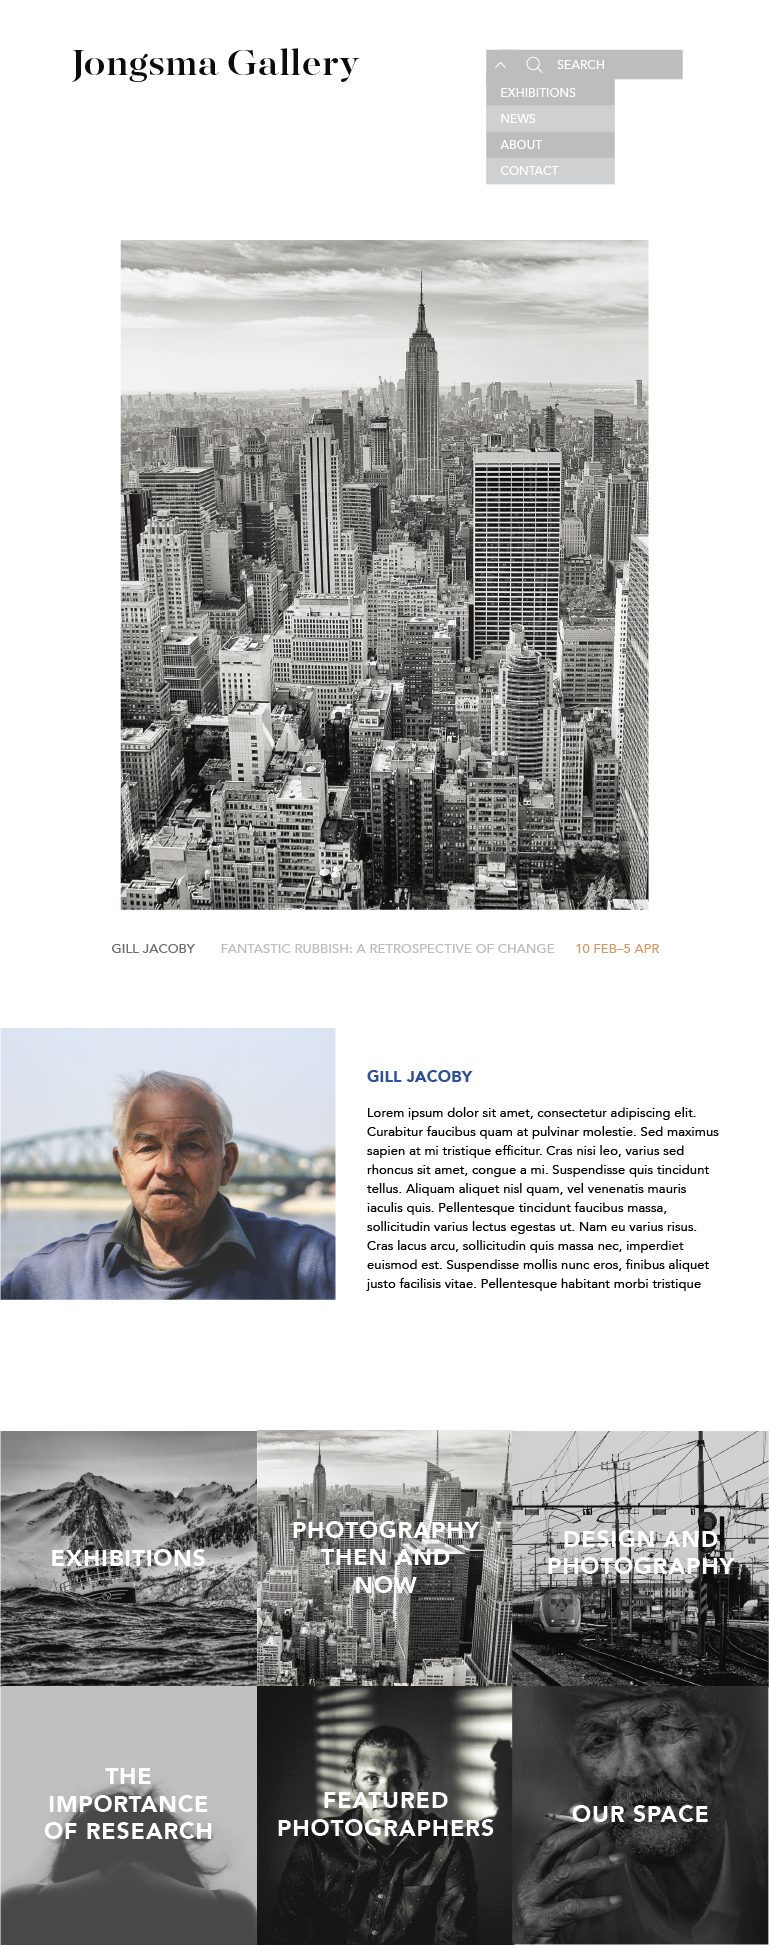 Jongsma Gallery
SEARCH
EXHIBITIONS
NEWS
ABOUT
CONTACT
GILL JACOBY FANTASTIC RUBBISH: A RETROSPECTIVE OF CHANGE 10 FEB–5 APR
GILL JACOBY
Lorem ipsum dolor sit amet, consectetur adipiscing elit.
Curabitur faucibus quam at pulvinar molestie. Sed maximus
sapien at mi tristique efficitur. Cras nisi leo, varius sed
rhoncus sit amet, congue a mi. Suspendisse quis tincidunt
tellus. Aliquam aliquet nisl quam, vel venenatis mauris
iaculis quis. Pellentesque tincidunt faucibus massa,
sollicitudin varius lectus egestas ut. Nam eu varius risus.
Cras lacus arcu, sollicitudin quis massa nec, imperdiet
euismod est. Suspendisse mollis nunc eros, finibus aliquet
justo facilisis vitae. Pellentesque habitant morbi tristique
EXHIBITIONS
PHOTOGRAPHY
THEN AND
NOW
DESIGN AND
PHOTOGRAPHY
THE
IMPORTANCE
OF RESEARCH
FEATURED
PHOTOGRAPHERS
OUR SPACE